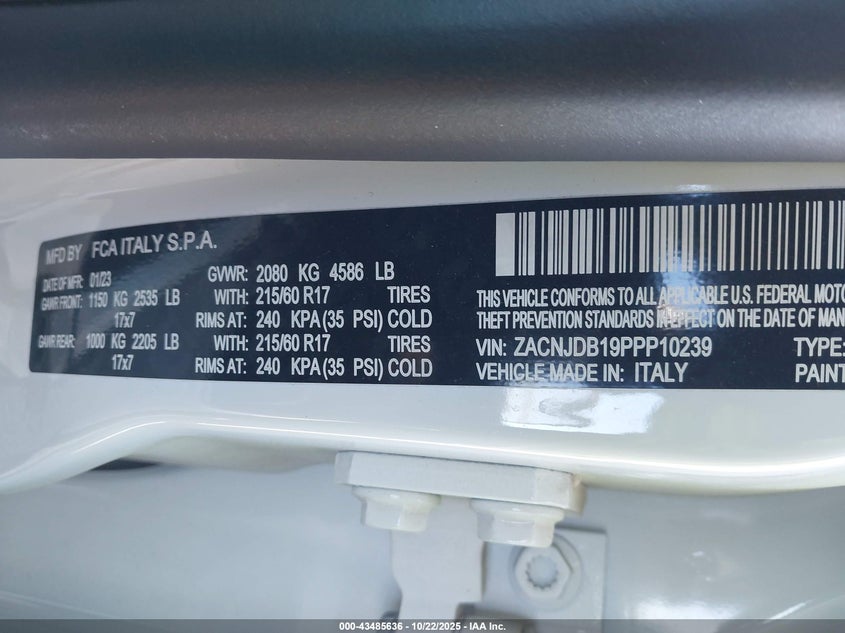 MFD BY FCA ITALY S.P.A.
DATE OF MFR: 01/23 GVWR: 2080 KG 4586 LB
GAWR FRONT: 1150 KG 2535 LB WITH: 215/60 R17 TIRES
17x7 RIMS AT: 240 KPA (35 PSI) COLD
GAWR REAR: 1000 KG 2205 LB WITH: 215/60 R17 TIRES
17x7 RIMS AT: 240 KPA (35 PSI) COLD
THIS VEHICLE CONFORMS TO ALL APPLICABLE U.S. FEDERAL MOTO
THEFT PREVENTION STANDARDS IN EFFECT ON THE DATE OF MAN
VIN: ZACNJDB19PPP10239 TYPE:
VEHICLE MADE IN: ITALY PAINT
000-43485636 - 10/22/2025 - IAA Inc.